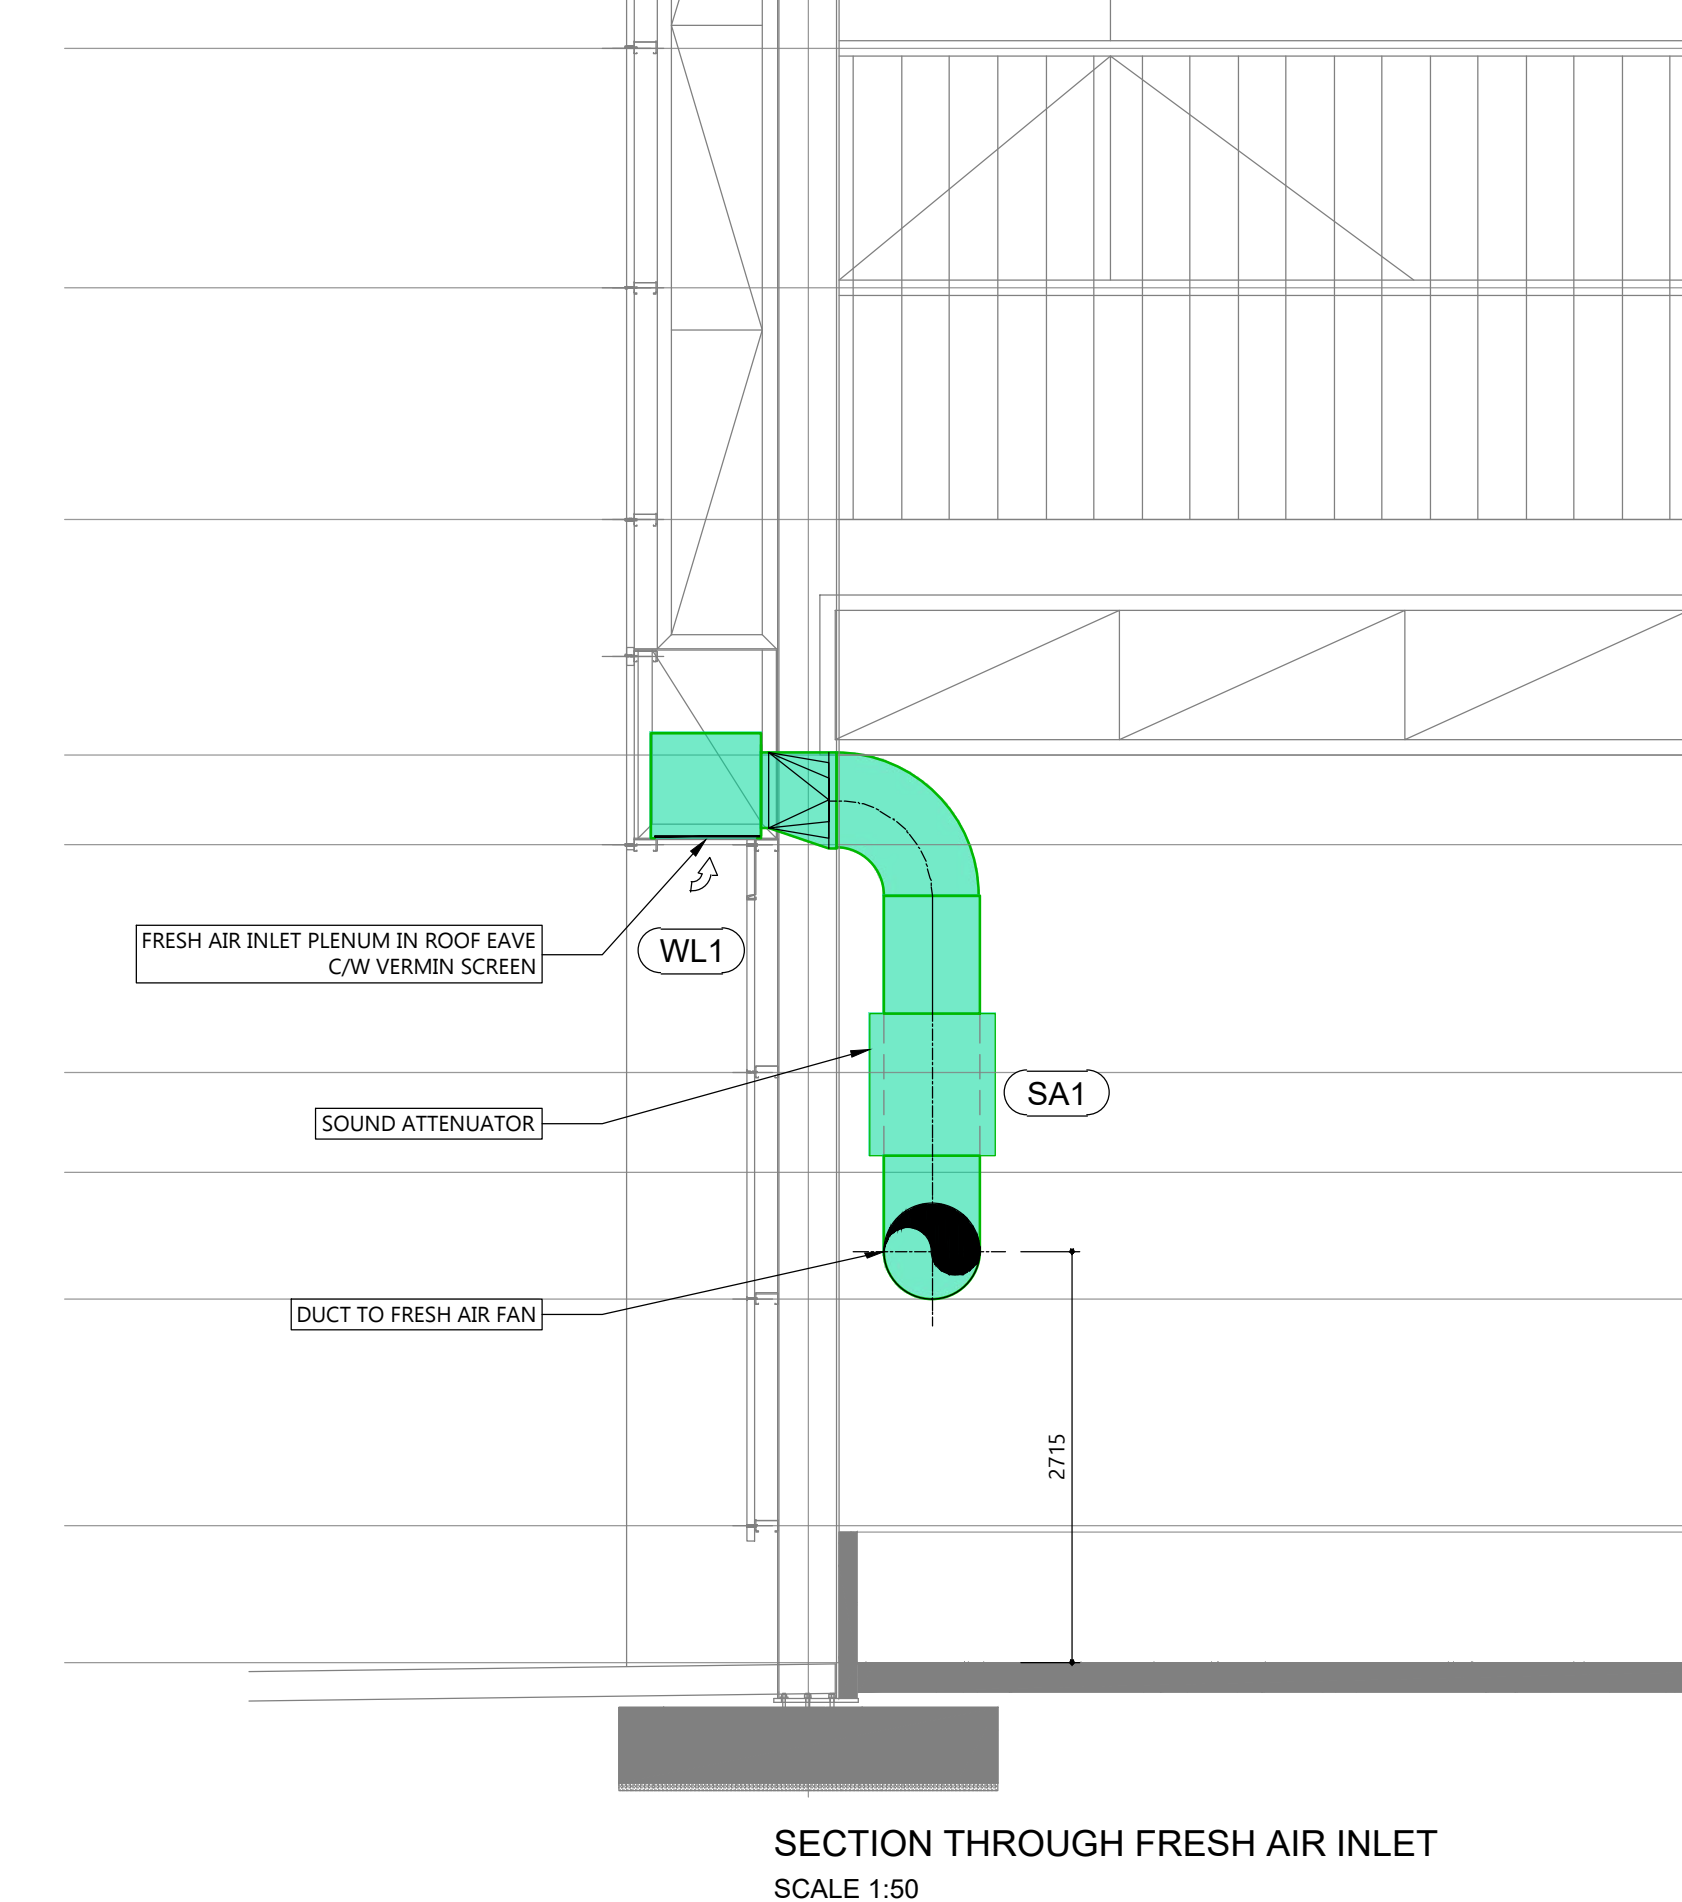 FRESH AIR INLET PLENUM IN ROOF EAVE
C/W VERMIN SCREEN
WL1
SA1
SOUND ATTENUATOR
DUCT TO FRESH AIR FAN
2715
SECTION THROUGH FRESH AIR INLET
SCALE 1:50